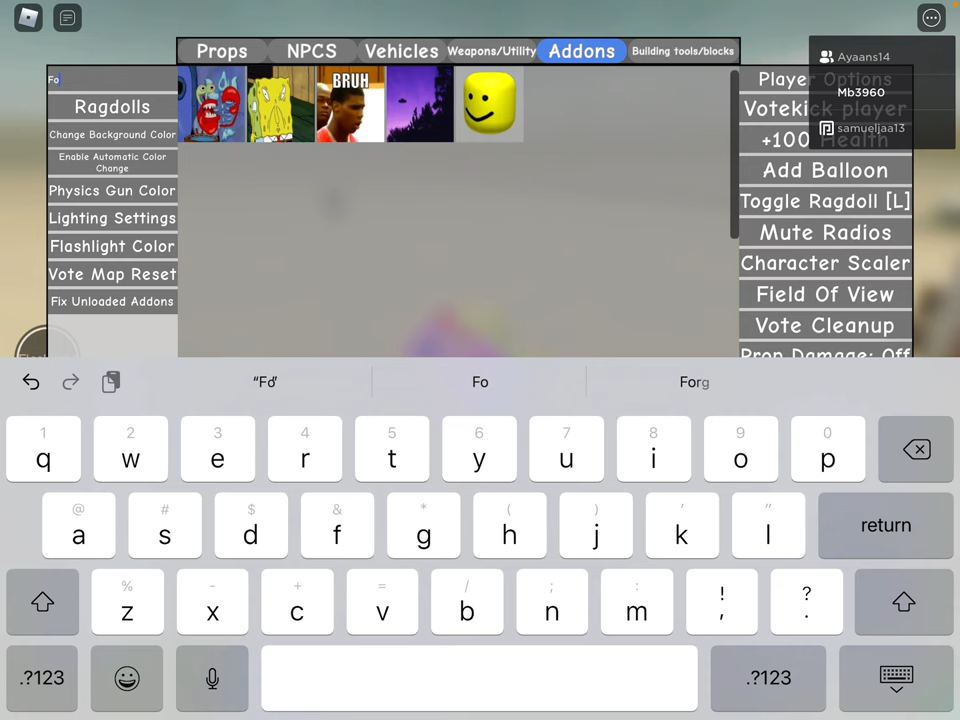 Props NPCS Vehicles Weapons/Utility Addons Building tools/blocks
Ayaans14
Mb3960
samueljaa13
Fo
Ragdolls
Change Background Color
Enable Automatic Color
Change
Physics Gun Color
Lighting Settings
Flashlight Color
Vote Map Reset
Fix Unloaded Addons
BRUH
Player Options
Votekick player
+100 Health
Add Balloon
Toggle Ragdoll [L]
Mute Radios
Character Scaler
Field Of View
Vote Cleanup
Prop Damage: Off
"Fo" Fo Forg
1 2 3 4 5 6 7 8 9 0
q w e r t y u i o p
@ # $ & * ( ) ' "
a s d f g h j k l return
% - + = / ; : ! ?
z x c v b n m , .
.?123 .?123